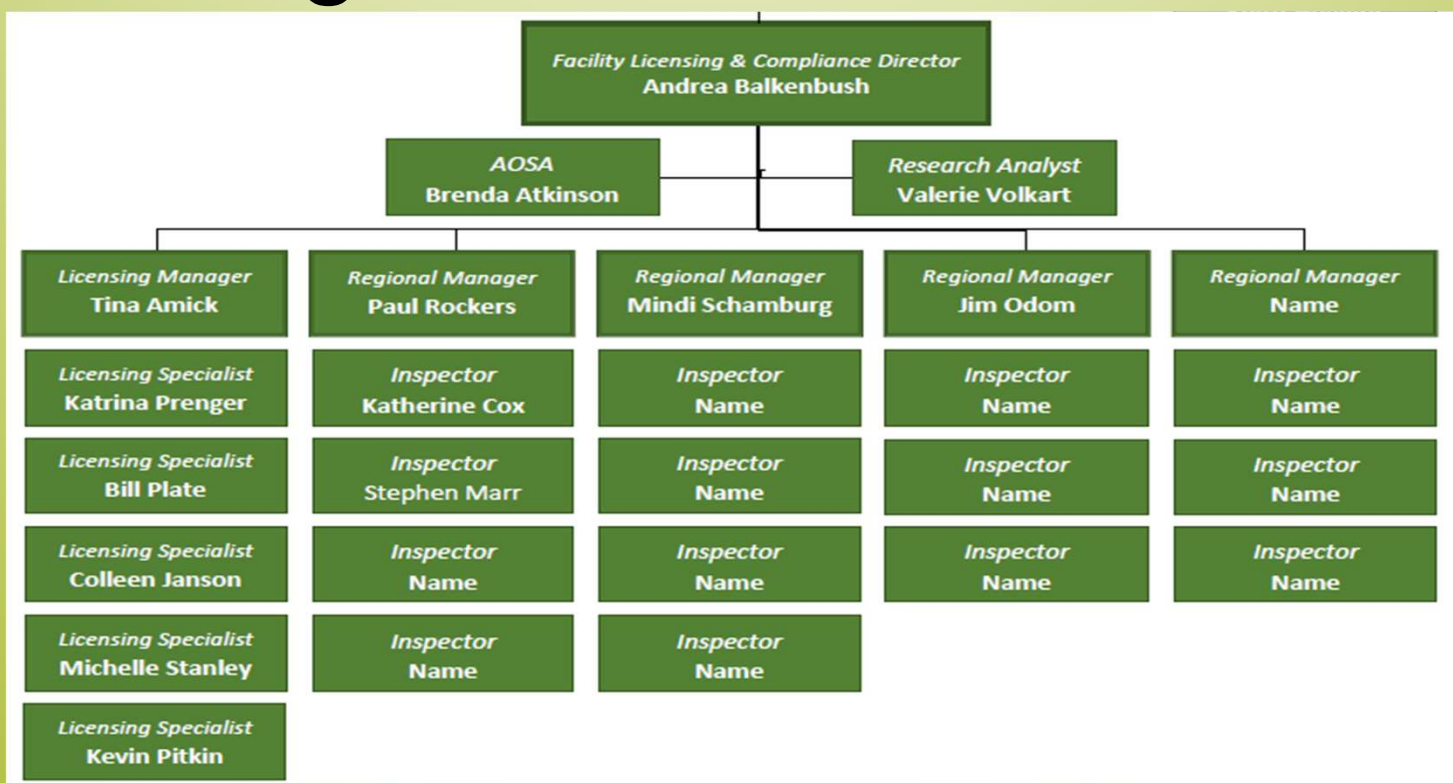 Facility Licensing & Compliance Director
Andrea Balkenbush
AOSA
Brenda Atkinson
Research Analyst
Valerie Volkart
Licensing Manager
Tina Amick
Regional Manager
Paul Rockers
Regional Manager
Mindi Schamburg
Regional Manager
Jim Odom
Regional Manager
Name
Licensing Specialist
Katrina Prenger
Inspector
Katherine Cox
Inspector
Name
Inspector
Name
Inspector
Name
Licensing Specialist
Bill Plate
Inspector
Stephen Marr
Inspector
Name
Inspector
Name
Inspector
Name
Licensing Specialist
Colleen Janson
Inspector
Name
Inspector
Name
Inspector
Name
Inspector
Name
Licensing Specialist
Michelle Stanley
Inspector
Name
Inspector
Name
Licensing Specialist
Kevin Pitkin